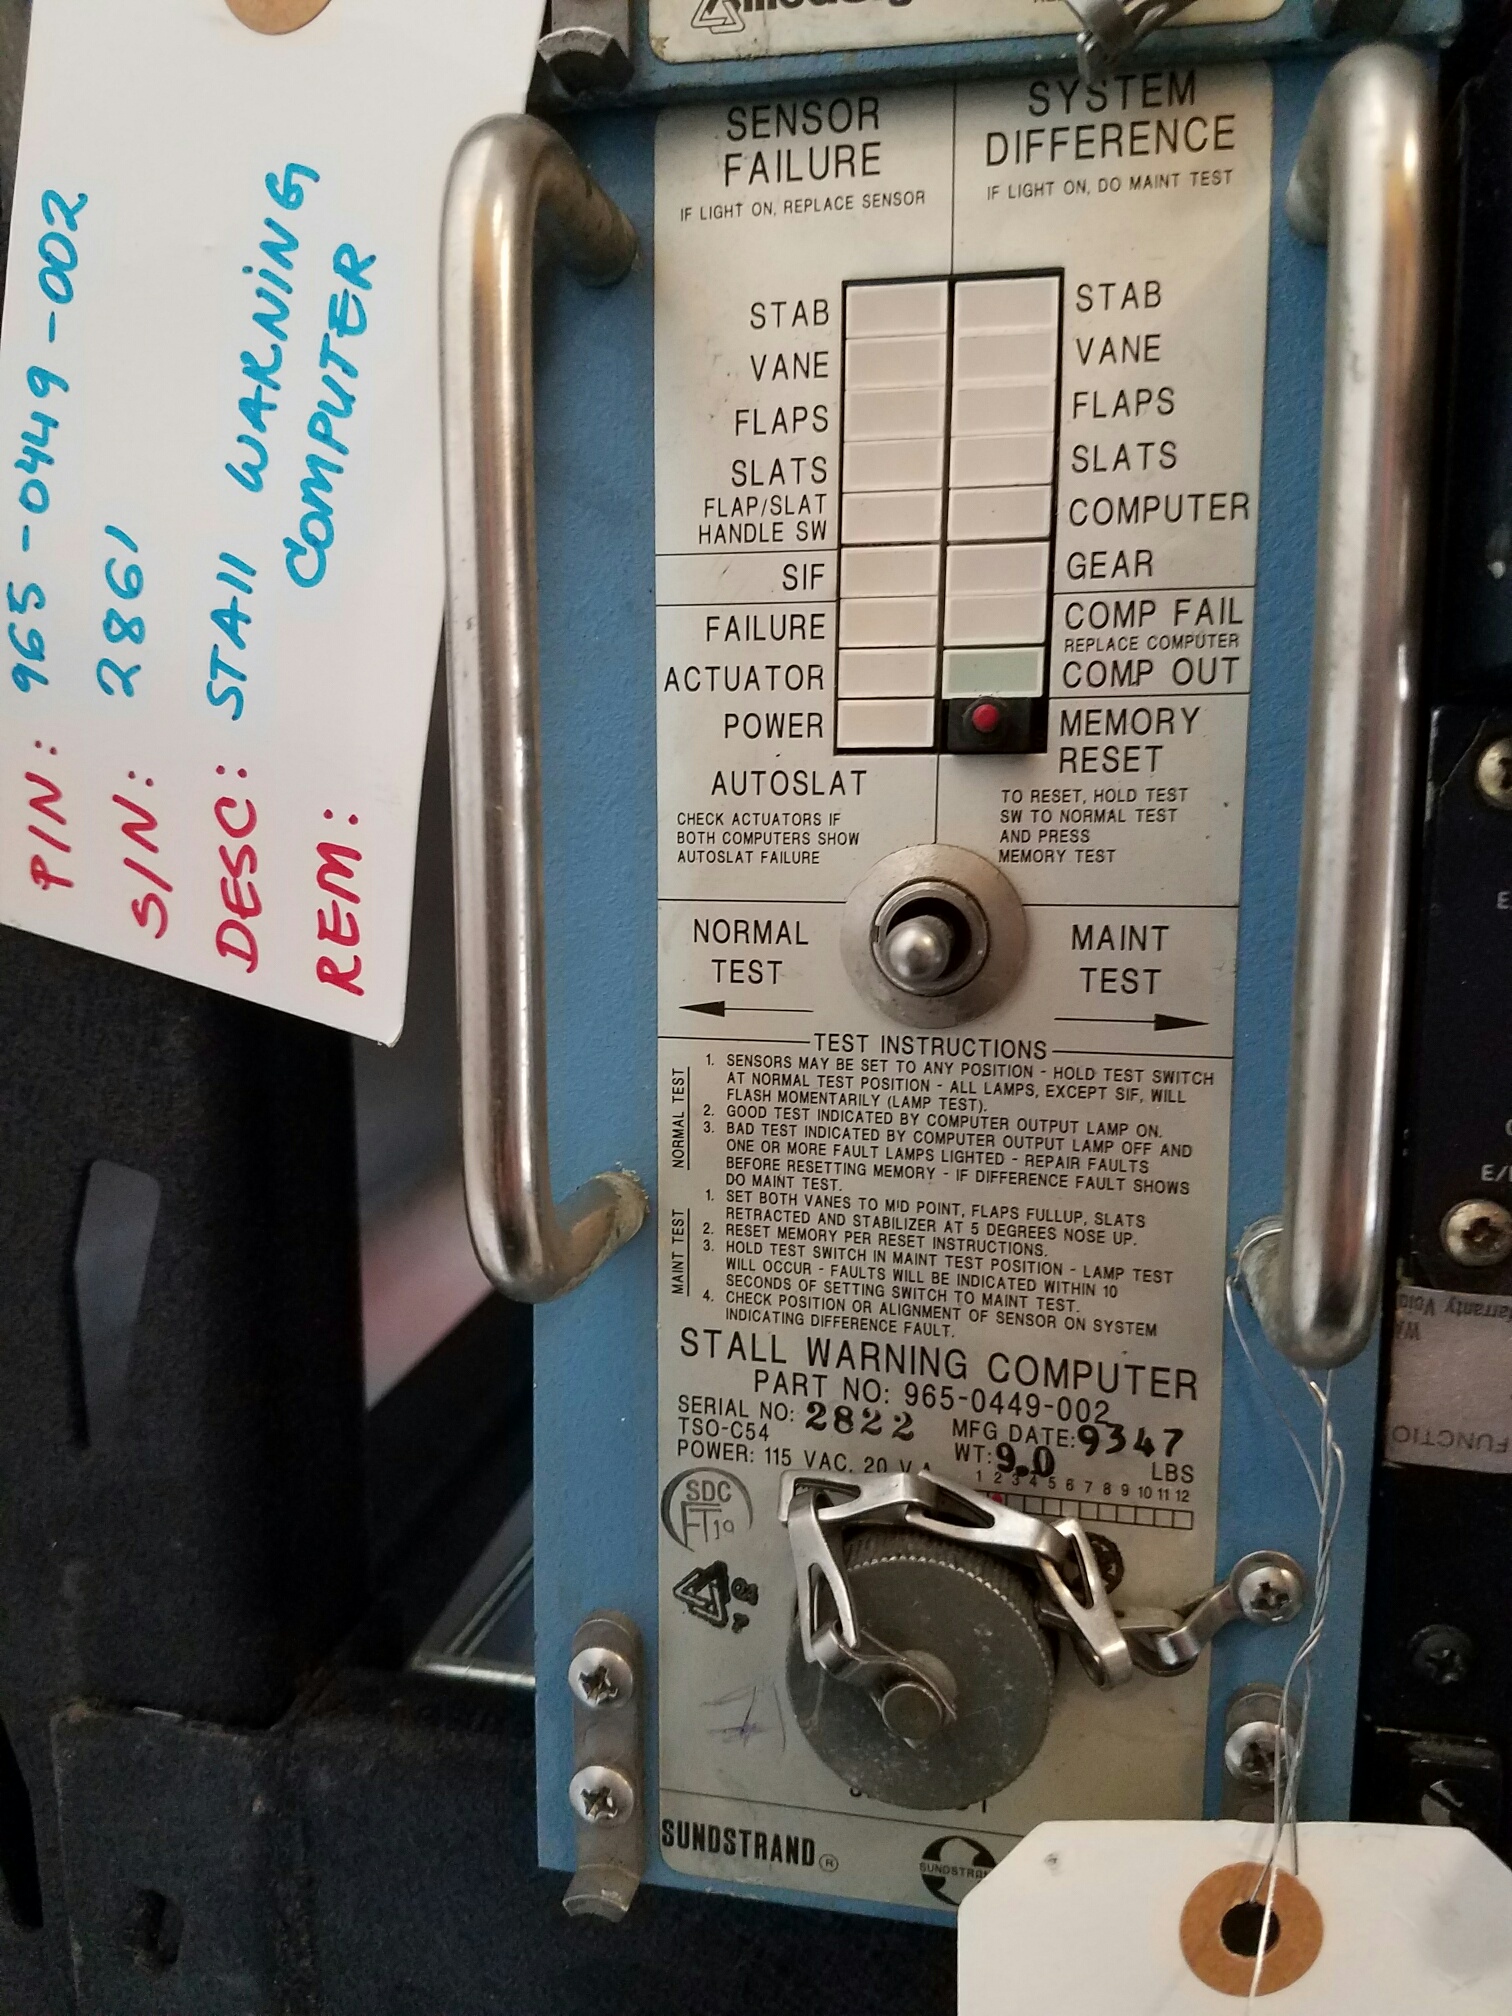 P/N: 965-0449-002
S/N: 2861
DESC: STAll WARNING
COMPUTER
REM:
SENSOR
FAILURE
IF LIGHT ON, REPLACE SENSOR
SYSTEM
DIFFERENCE
IF LIGHT ON, DO MAINT TEST
STAB
VANE
FLAPS
SLATS
FLAP/SLAT
HANDLE SW
SIF
FAILURE
ACTUATOR
POWER
AUTOSLAT
CHECK ACTUATORS IF
BOTH COMPUTERS SHOW
AUTOSLAT FAILURE
STAB
VANE
FLAPS
SLATS
COMPUTER
GEAR
COMP FAIL
REPLACE COMPUTER
COMP OUT
MEMORY
RESET
TO RESET, HOLD TEST
SW TO NORMAL TEST
AND PRESS
MEMORY TEST
NORMAL
TEST
MAINT
TEST
TEST INSTRUCTIONS
NORMAL TEST
1. SENSORS MAY BE SET TO ANY POSITION - HOLD TEST SWITCH
AT NORMAL TEST POSITION - ALL LAMPS, EXCEPT SIF, WILL
FLASH MOMENTARILY (LAMP TEST).
2. GOOD TEST INDICATED BY COMPUTER OUTPUT LAMP ON.
3. BAD TEST INDICATED BY COMPUTER OUTPUT LAMP OFF AND
ONE OR MORE FAULT LAMPS LIGHTED - REPAIR FAULTS
BEFORE RESETTING MEMORY - IF DIFFERENCE FAULT SHOWS
DO MAINT TEST.
MAINT TEST
1. SET BOTH VANES TO MID POINT, FLAPS FULLUP, SLATS
RETRACTED AND STABILIZER AT 5 DEGREES NOSE UP.
2. RESET MEMORY PER RESET INSTRUCTIONS.
3. HOLD TEST SWITCH IN MAINT TEST POSITION - LAMP TEST
WILL OCCUR - FAULTS WILL BE INDICATED WITHIN 10
SECONDS OF SETTING SWITCH TO MAINT TEST.
4. CHECK POSITION OR ALIGNMENT OF SENSOR ON SYSTEM
INDICATING DIFFERENCE FAULT.
STALL WARNING COMPUTER
PART NO: 965-0449-002
SERIAL NO: 2822 MFG DATE: 9347
TSO-C54 WT: 9.0 LBS
POWER: 115 VAC, 20 V.A.
1 2 3 4 5 6 7 8 9 10 11 12
SDC
FT19
SUNDSTRAND ®
Warranty Void